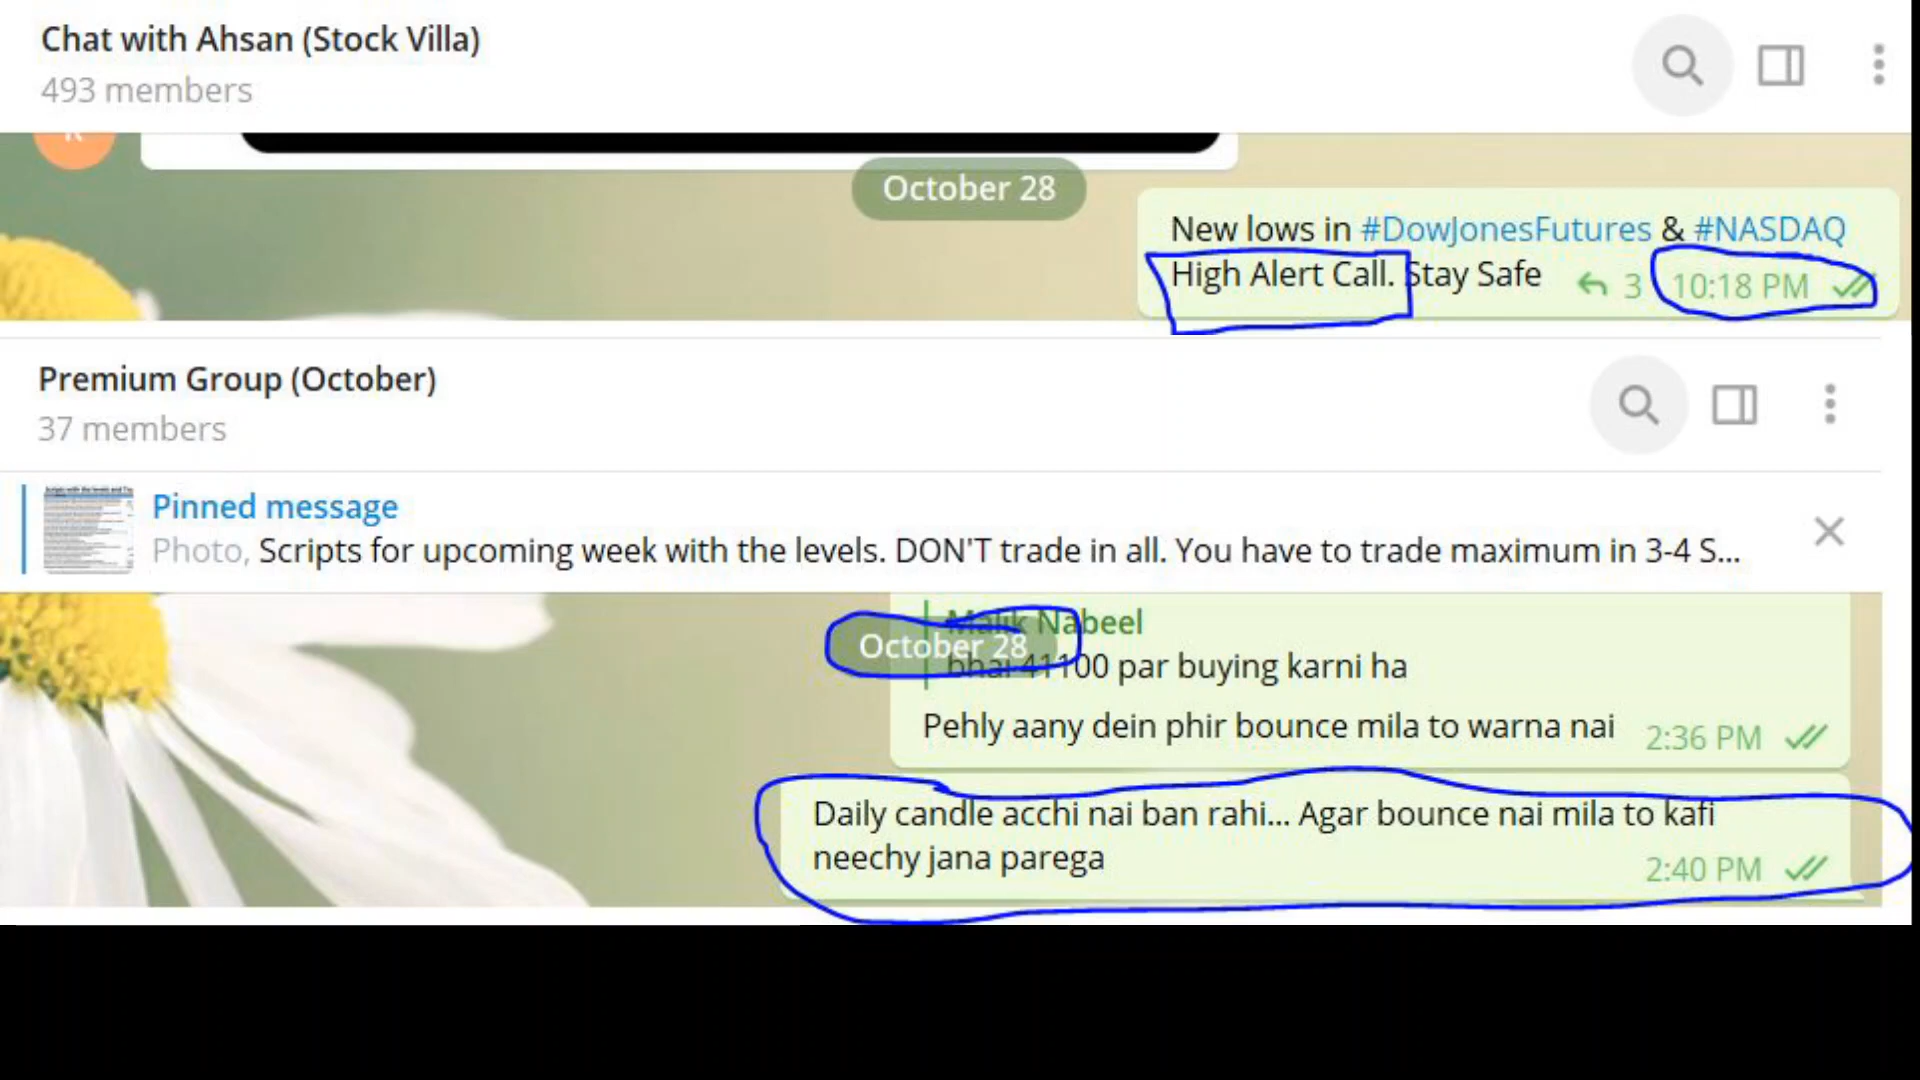 Chat with Ahsan (Stock Villa)
493 members
October 28
New lows in #DowJonesFutures & #NASDAQ
High Alert Call. Stay Safe 3 10:18 PM
Premium Group (October)
37 members
Pinned message
Photo, Scripts for upcoming week with the levels. DON'T trade in all. You have to trade maximum in 3-4 S...
Malik Nabeel
October 28
bhai 41100 par buying karni ha
Pehly aany dein phir bounce mila to warna nai 2:36 PM
Daily candle acchi nai ban rahi... Agar bounce nai mila to kafi
neechy jana parega 2:40 PM